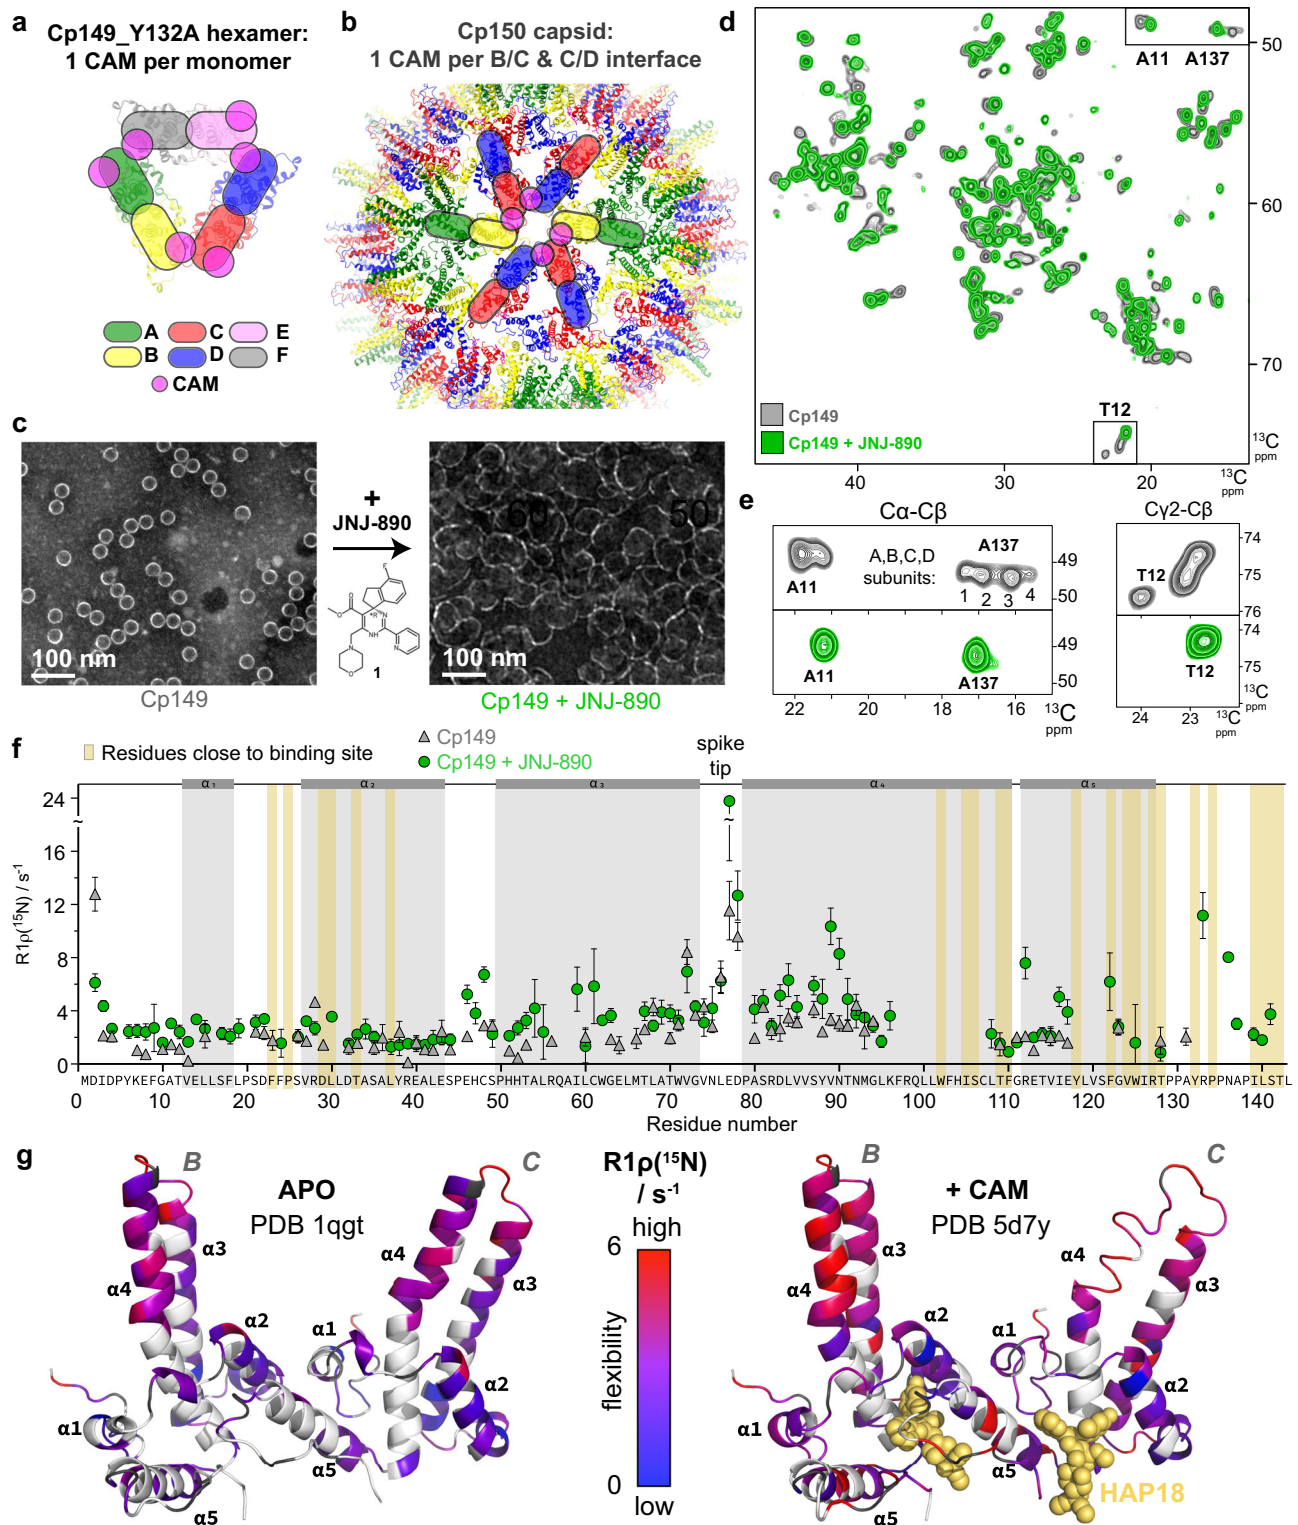 a
Cp149_Y132A hexamer:
1 CAM per monomer
A C E
B D F
CAM
b
Cp150 capsid:
1 CAM per B/C & C/D interface
c
100 nm
Cp149
+
JNJ-890
F
O
O
*R
N
NH
N
N
O
1
60 50
100 nm
Cp149 + JNJ-890
d
A11 A137
50
60
70
T12
Cp149
Cp149 + JNJ-890
13C
ppm
40 30 20 13C
ppm
e
Cα-Cβ
A11
A,B,C,D
subunits:
A137
1 2 3 4
49
50
A11
A137
49
50
22 20 18 16 13C
ppm
Cγ2-Cβ
T12
74
75
76
T12
74
75
13C
ppm
24 23 13C
ppm
f
Residues close to binding site
Cp149
Cp149 + JNJ-890
spike
tip
α1 α2 α3 α4 α5
R1ρ(15N) / s-1
24
~
16
12
8
4
0
~
MDIDPYKEFGATVELLSFLPSDFFPSVRDLLDTASALYREALESPEHCSPHHTALRQAILCWGELMTLATWVGVNLEDPASRDLVVSYVNTNMGLKFRQLLWFHISCLTFGRETVIEYLVSFGVWIRTPPAYRPPNAPILSTL
0 10 20 30 40 50 60 70 80 90 100 110 120 130 140
Residue number
g
B
C
APO
PDB 1qgt
α3
α4
α2
α1
α5
α4
α3
α1
α2
α5
R1ρ(15N)
/ s-1
high
6
flexibility
0
low
B
C
+ CAM
PDB 5d7y
α3
α4
α2
α1
α5
α4
α3
α1
α2
α5
HAP18